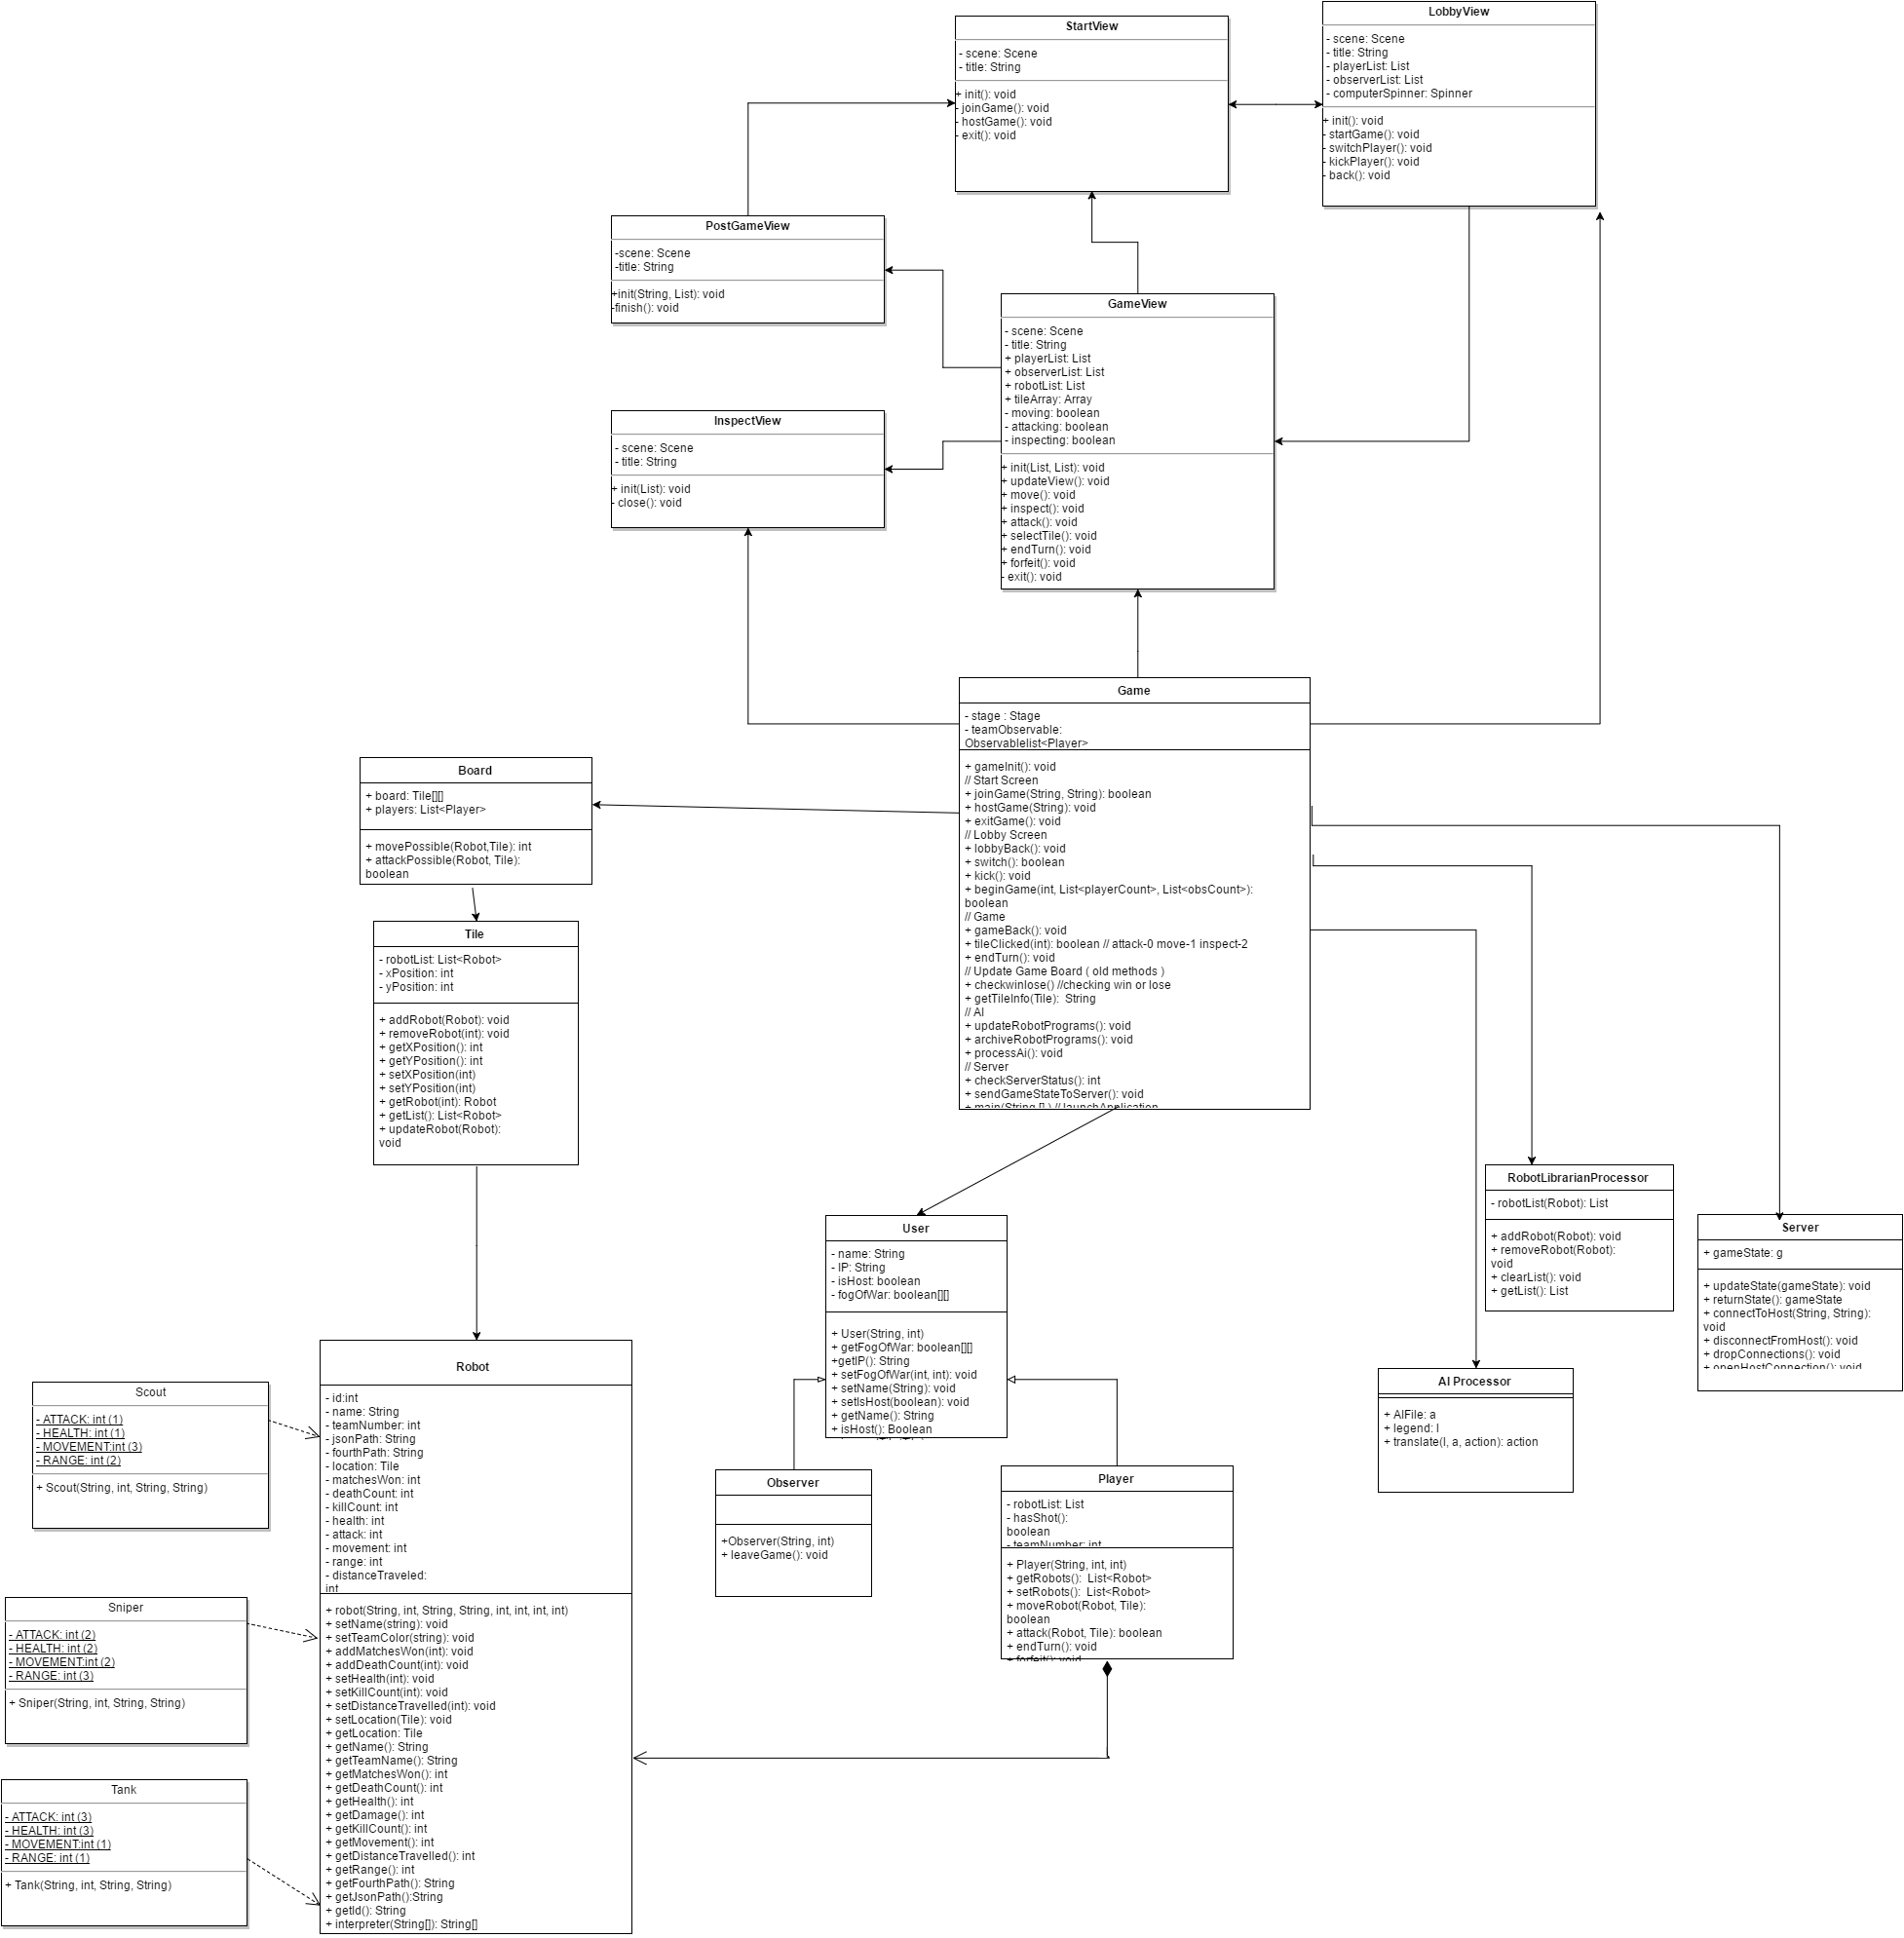 StartView
- scene: Scene
- title: String
+ init(): void
- joinGame(): void
- hostGame(): void
- exit(): void
LobbyView
- scene: Scene
- title: String
- playerList: List
- observerList: List
- computerSpinner: Spinner
+ init(): void
- startGame(): void
- switchPlayer(): void
- kickPlayer(): void
- back(): void
PostGameView
-scene: Scene
-title: String
+init(String, List): void
-finish(): void
GameView
- scene: Scene
- title: String
+ playerList: List
+ observerList: List
+ robotList: List
+ tileArray: Array
- moving: boolean
- attacking: boolean
- inspecting: boolean
+ init(List, List): void
+ updateView(): void
+ move(): void
+ inspect(): void
+ attack(): void
+ selectTile(): void
+ endTurn(): void
+ forfeit(): void
- exit(): void
InspectView
- scene: Scene
- title: String
+ init(List): void
- close(): void
Game
- stage : Stage
- teamObservable:
Observablelist<Player>
+ gameInit(): void
// Start Screen
+ joinGame(String, String): boolean
+ hostGame(String): void
+ exitGame(): void
// Lobby Screen
+ lobbyBack(): void
+ switch(): boolean
+ kick(): void
+ beginGame(int, List<playerCount>, List<obsCount>):
boolean
// Game
+ gameBack(): void
+ tileClicked(int): boolean // attack-0 move-1 inspect-2
+ endTurn(): void
// Update Game Board ( old methods )
+ checkwinlose() //checking win or lose
+ getTileInfo(Tile):  String
// AI
+ updateRobotPrograms(): void
+ archiveRobotPrograms(): void
+ processAi(): void
// Server
+ checkServerStatus(): int
+ sendGameStateToServer(): void
+ main(String [] ) // launchApplication
Board
+ board: Tile[][]
+ players: List<Player>
+ movePossible(Robot,Tile): int
+ attackPossible(Robot, Tile):
boolean
Tile
- robotList: List<Robot>
- xPosition: int
- yPosition: int
+ addRobot(Robot): void
+ removeRobot(int): void
+ getXPosition(): int
+ getYPosition(): int
+ setXPosition(int)
+ setYPosition(int)
+ getRobot(int): Robot
+ getList(): List<Robot>
+ updateRobot(Robot):
void
RobotLibrarianProcessor
- robotList(Robot): List
+ addRobot(Robot): void
+ removeRobot(Robot):
void
+ clearList(): void
+ getList(): List
Server
+ gameState: g
+ updateState(gameState): void
+ returnState(): gameState
+ connectToHost(String, String):
void
+ disconnectFromHost(): void
+ dropConnections(): void
+ openHostConnection(): void
User
- name: String
- IP: String
- isHost: boolean
- fogOfWar: boolean[][]
+ User(String, int)
+ getFogOfWar: boolean[][]
+getIP(): String
+ setFogOfWar(int, int): void
+ setName(String): void
+ setIsHost(boolean): void
+ getName(): String
+ isHost(): Boolean
AI Processor
+ AIFile: a
+ legend: l
+ translate(l, a, action): action
Observer
+Observer(String, int)
+ leaveGame(): void
Player
- robotList: List
- hasShot():
boolean
- teamNumber: int
+ Player(String, int, int)
+ getRobots():  List<Robot>
+ setRobots():  List<Robot>
+ moveRobot(Robot, Tile):
boolean
+ attack(Robot, Tile): boolean
+ endTurn(): void
+ forfeit(): void
Robot
- id:int
- name: String
- teamNumber: int
- jsonPath: String
- fourthPath: String
- location: Tile
- matchesWon: int
- deathCount: int
- killCount: int
- health: int
- attack: int
- movement: int
- range: int
- distanceTraveled:
int
+ robot(String, int, String, String, int, int, int, int)
+ setName(string): void
+ setTeamColor(string): void
+ addMatchesWon(int): void
+ addDeathCount(int): void
+ setHealth(int): void
+ setKillCount(int): void
+ setDistanceTravelled(int): void
+ setLocation(Tile): void
+ getLocation: Tile
+ getName(): String
+ getTeamName(): String
+ getMatchesWon(): int
+ getDeathCount(): int
+ getHealth(): int
+ getDamage(): int
+ getKillCount(): int
+ getMovement(): int
+ getDistanceTravelled(): int
+ getRange(): int
+ getFourthPath(): String
+ getJsonPath():String
+ getId(): String
+ interpreter(String[]): String[]
Scout
- ATTACK: int (1)
- HEALTH: int (1)
- MOVEMENT:int (3)
- RANGE: int (2)
+ Scout(String, int, String, String)
Sniper
- ATTACK: int (2)
- HEALTH: int (2)
- MOVEMENT:int (2)
- RANGE: int (3)
+ Sniper(String, int, String, String)
Tank
- ATTACK: int (3)
- HEALTH: int (3)
- MOVEMENT:int (1)
- RANGE: int (1)
+ Tank(String, int, String, String)